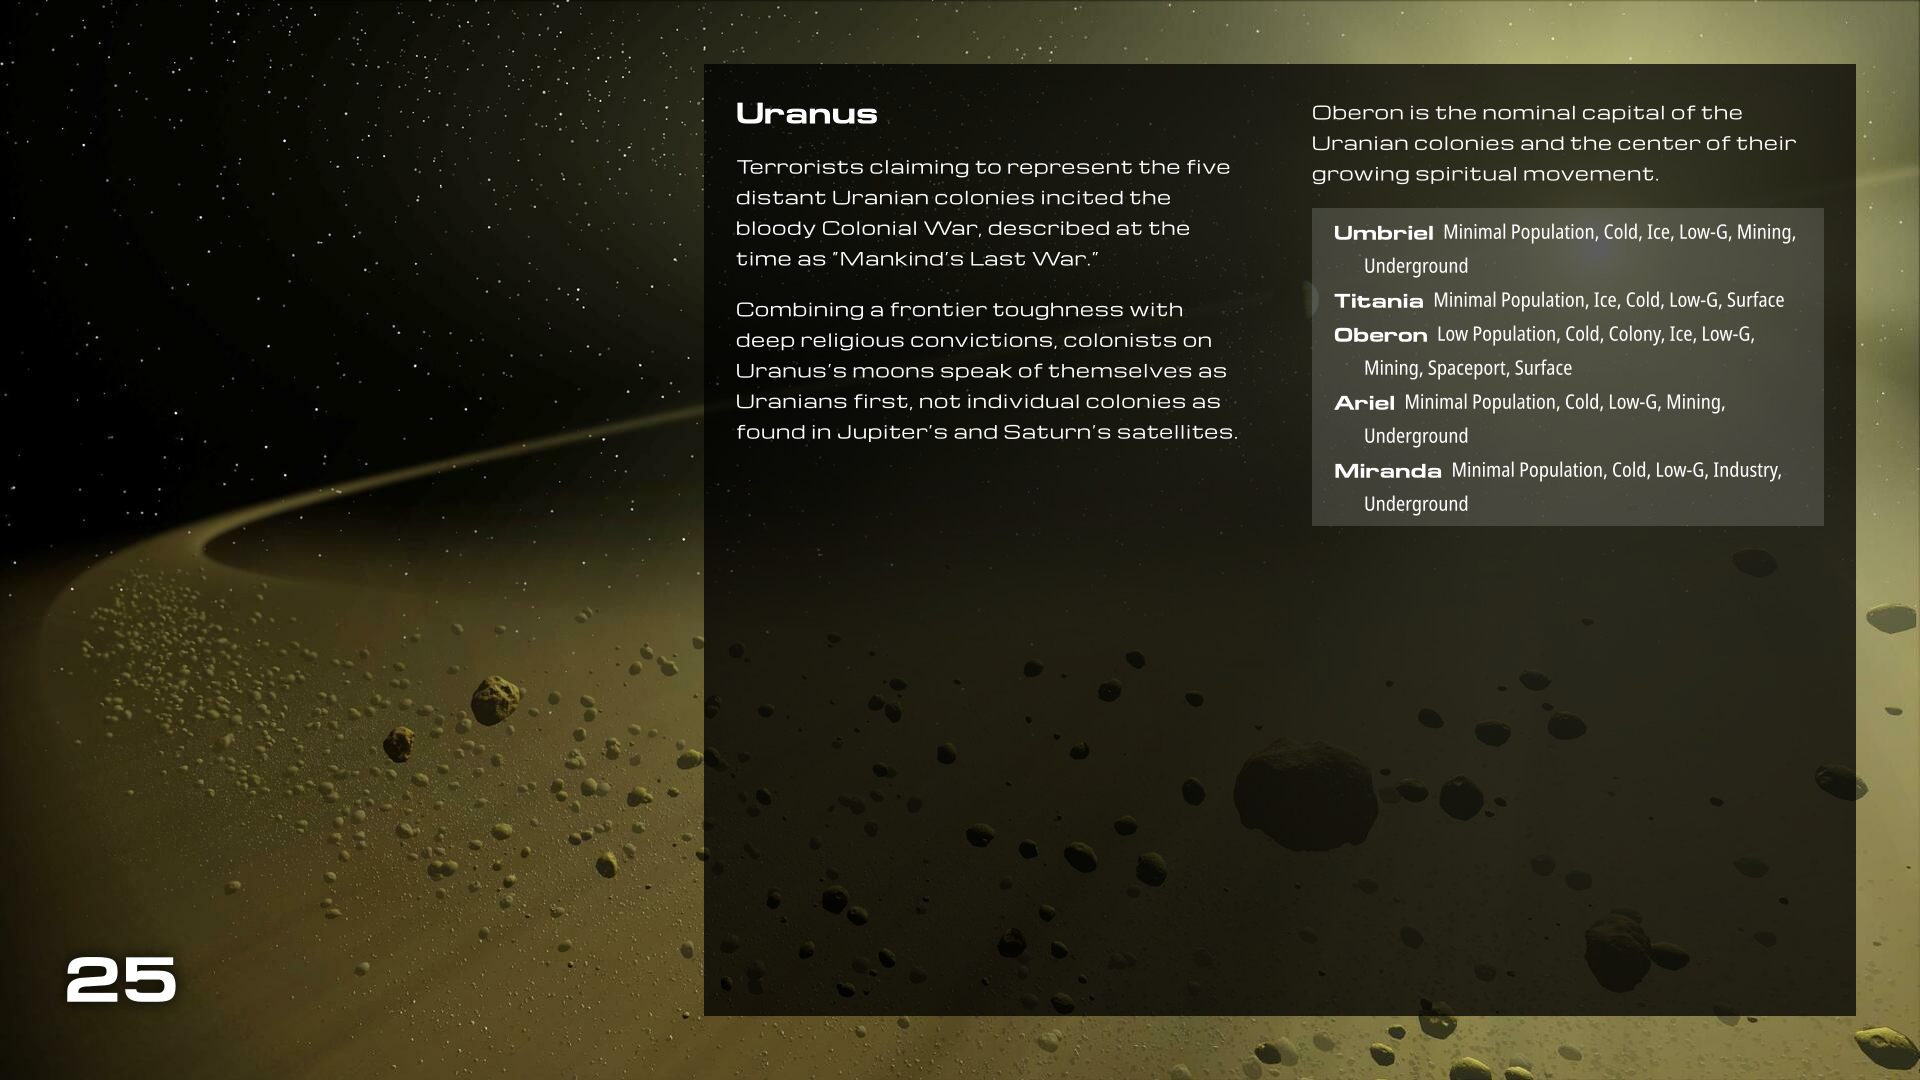 Uranus
Terrorists claiming to represent the five
distant Uranian colonies incited the
bloody Colonial War, described at the
time as "Mankind's Last War."
Combining a frontier toughness with
deep religious convictions, colonists on
Uranus's moons speak of themselves as
Uranians first, not individual colonies as
found in Jupiter's and Saturn's satellites.
Oberon is the nominal capital of the
Uranian colonies and the center of their
growing spiritual movement.
Umbriel Minimal Population, Cold, Ice, Low-G, Mining,
Underground
Titania Minimal Population, Ice, Cold, Low-G, Surface
Oberon Low Population, Cold, Colony, Ice, Low-G,
Mining, Spaceport, Surface
Ariel Minimal Population, Cold, Low-G, Mining,
Underground
Miranda Minimal Population, Cold, Low-G, Industry,
Underground
25